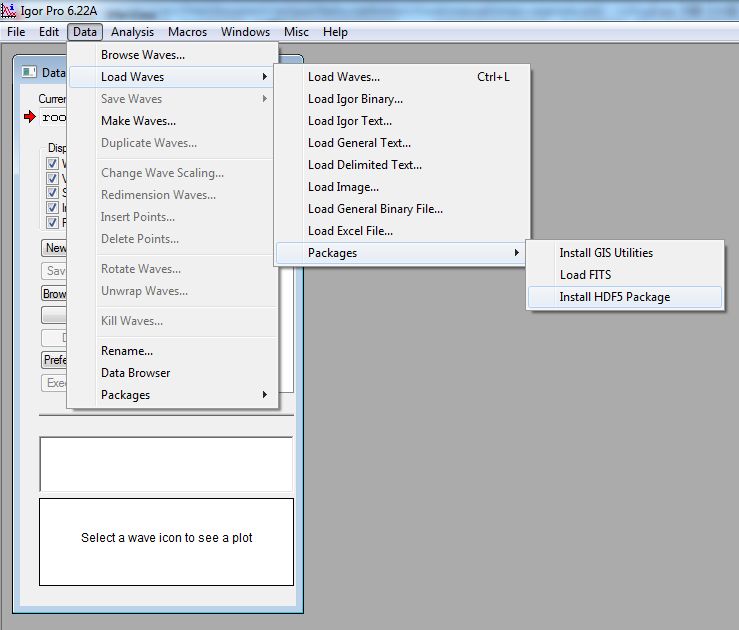 Igor Pro 6.22A
File Edit Data Analysis Macros Windows Misc Help
Browse Waves...
Load Waves
Save Waves
Make Waves...
Duplicate Waves...
Change Wave Scaling...
Redimension Waves...
Insert Points...
Delete Points...
Rotate Waves...
Unwrap Waves...
Kill Waves...
Rename...
Data Browser
Packages
Load Waves... Ctrl+L
Load Igor Binary...
Load Igor Text...
Load General Text...
Load Delimited Text...
Load Image...
Load General Binary File...
Load Excel File...
Packages
Install GIS Utilities
Load FITS
Install HDF5 Package
Data
Curre
roo
Disp
New
Sav
Brow
Prefe
Exec
Select a wave icon to see a plot